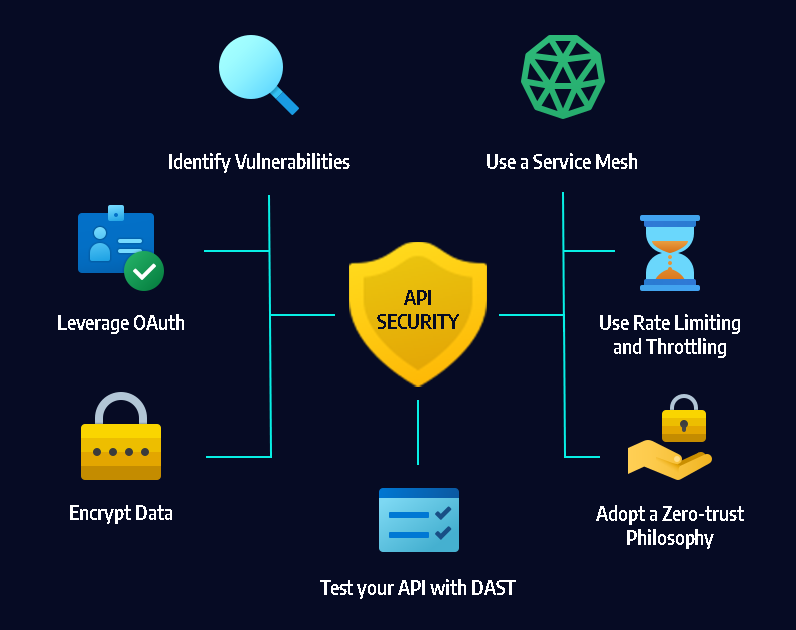 Identify Vulnerabilities
Use a Service Mesh
Leverage OAuth
API
SECURITY
Use Rate Limiting
and Throttling
Encrypt Data
Adopt a Zero-trust
Philosophy
Test your API with DAST